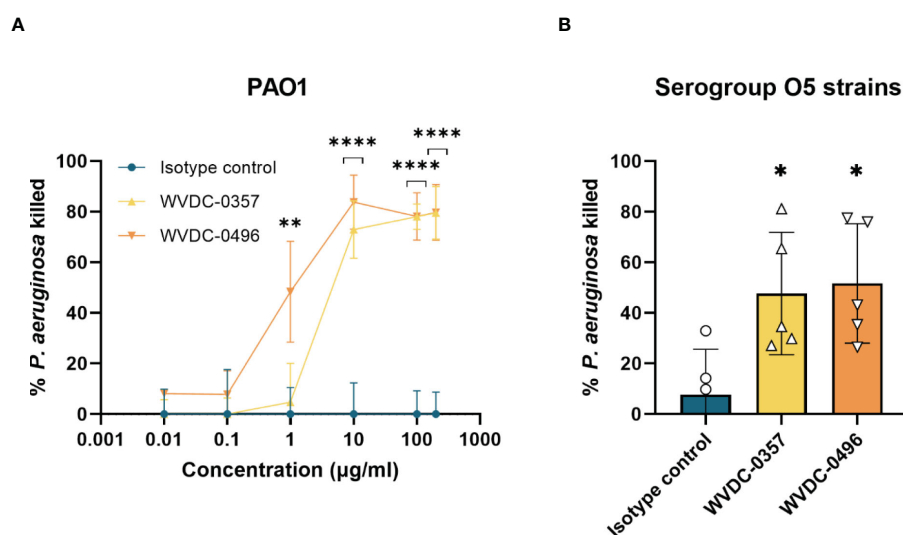 A
B
PAO1
Serogroup O5 strains
****
****
****
**
*
*
Isotype control
WVDC-0357
WVDC-0496
% P. aeruginosa killed
100
80
60
40
20
0
0.001
0.01
0.1
1
10
100
1000
Concentration (µg/ml)
% P. aeruginosa killed
100
80
60
40
20
0
Isotype control
WVDC-0357
WVDC-0496